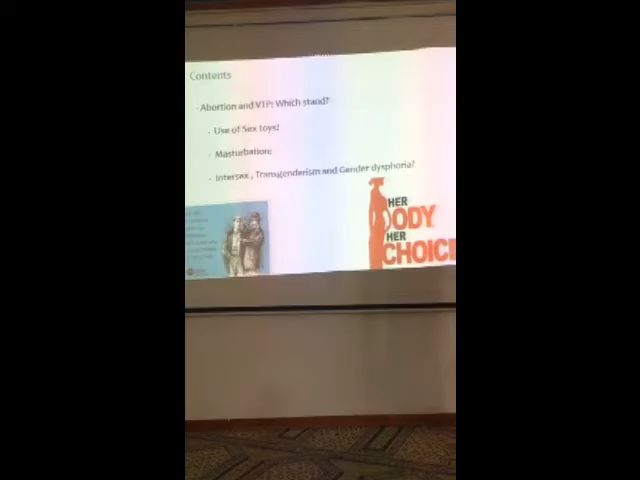 Contents
- Abortion and VTP: Which stand?
- Use of Sex toys!
- Masturbation:
- Intersex , Transgenderism and Gender dysphoria?
HER
BODY
HER
CHOICE